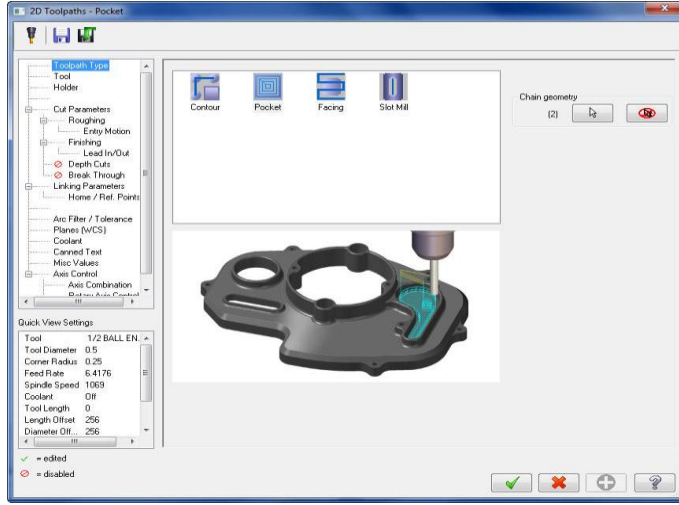 2D Toolpaths - Pocket
Toolpath Type
Tool
Holder
Cut Parameters
Roughing
Entry Motion
Finishing
Lead In/Out
Depth Cuts
Break Through
Linking Parameters
Home / Ref. Points
Arc Filter / Tolerance
Planes (WCS)
Coolant
Canned Text
Misc Values
Axis Control
Axis Combination
Rotary Axis Control
Contour
Pocket
Facing
Slot Mill
Chain geometry
(2)
Quick View Settings
Tool 1/2 BALL EN...
Tool Diameter 0.5
Corner Radius 0.25
Feed Rate 6.4176
Spindle Speed 1069
Coolant Off
Tool Length 0
Length Offset 256
Diameter Off... 256
= edited
= disabled